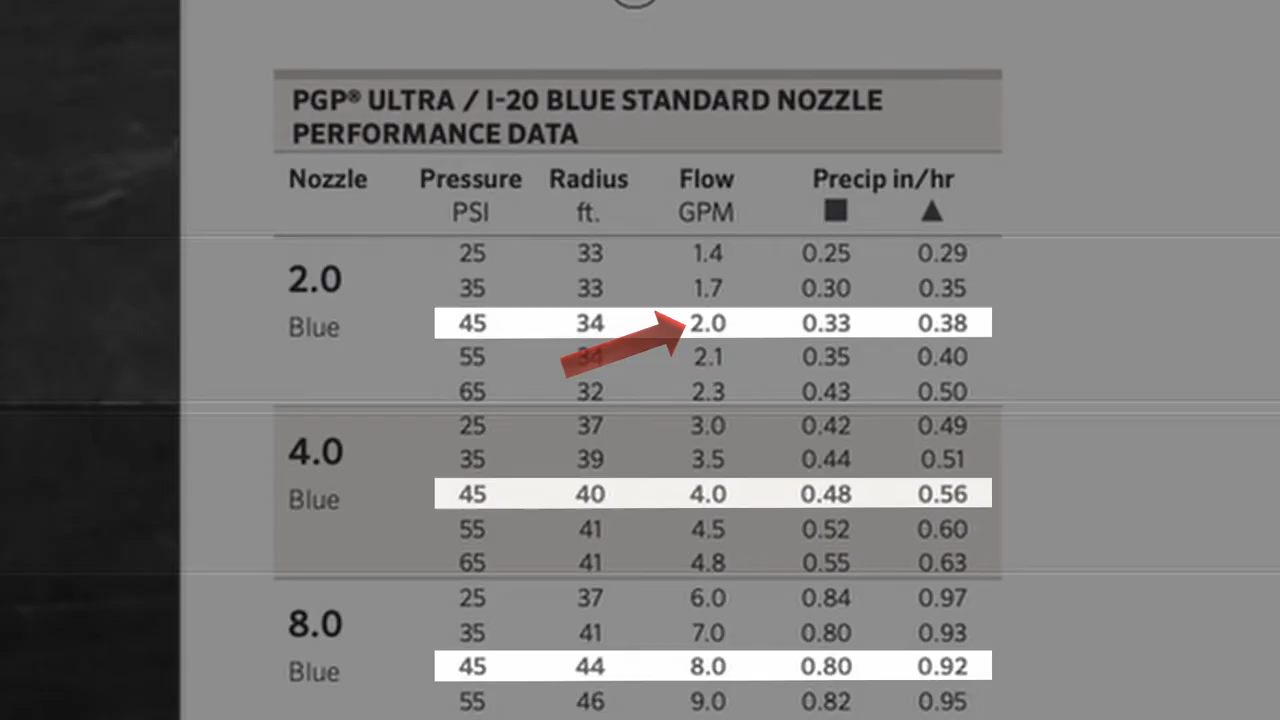 PGP® ULTRA / I-20 BLUE STANDARD NOZZLE
PERFORMANCE DATA
Nozzle Pressure Radius Flow Precip in/hr
PSI ft. GPM ■ ▲
2.0
Blue
25 33 1.4 0.25 0.29
35 33 1.7 0.30 0.35
45 34 2.0 0.33 0.38
55 34 2.1 0.35 0.40
65 32 2.3 0.43 0.50
4.0
Blue
25 37 3.0 0.42 0.49
35 39 3.5 0.44 0.51
45 40 4.0 0.48 0.56
55 41 4.5 0.52 0.60
65 41 4.8 0.55 0.63
8.0
Blue
25 37 6.0 0.84 0.97
35 41 7.0 0.80 0.93
45 44 8.0 0.80 0.92
55 46 9.0 0.82 0.95